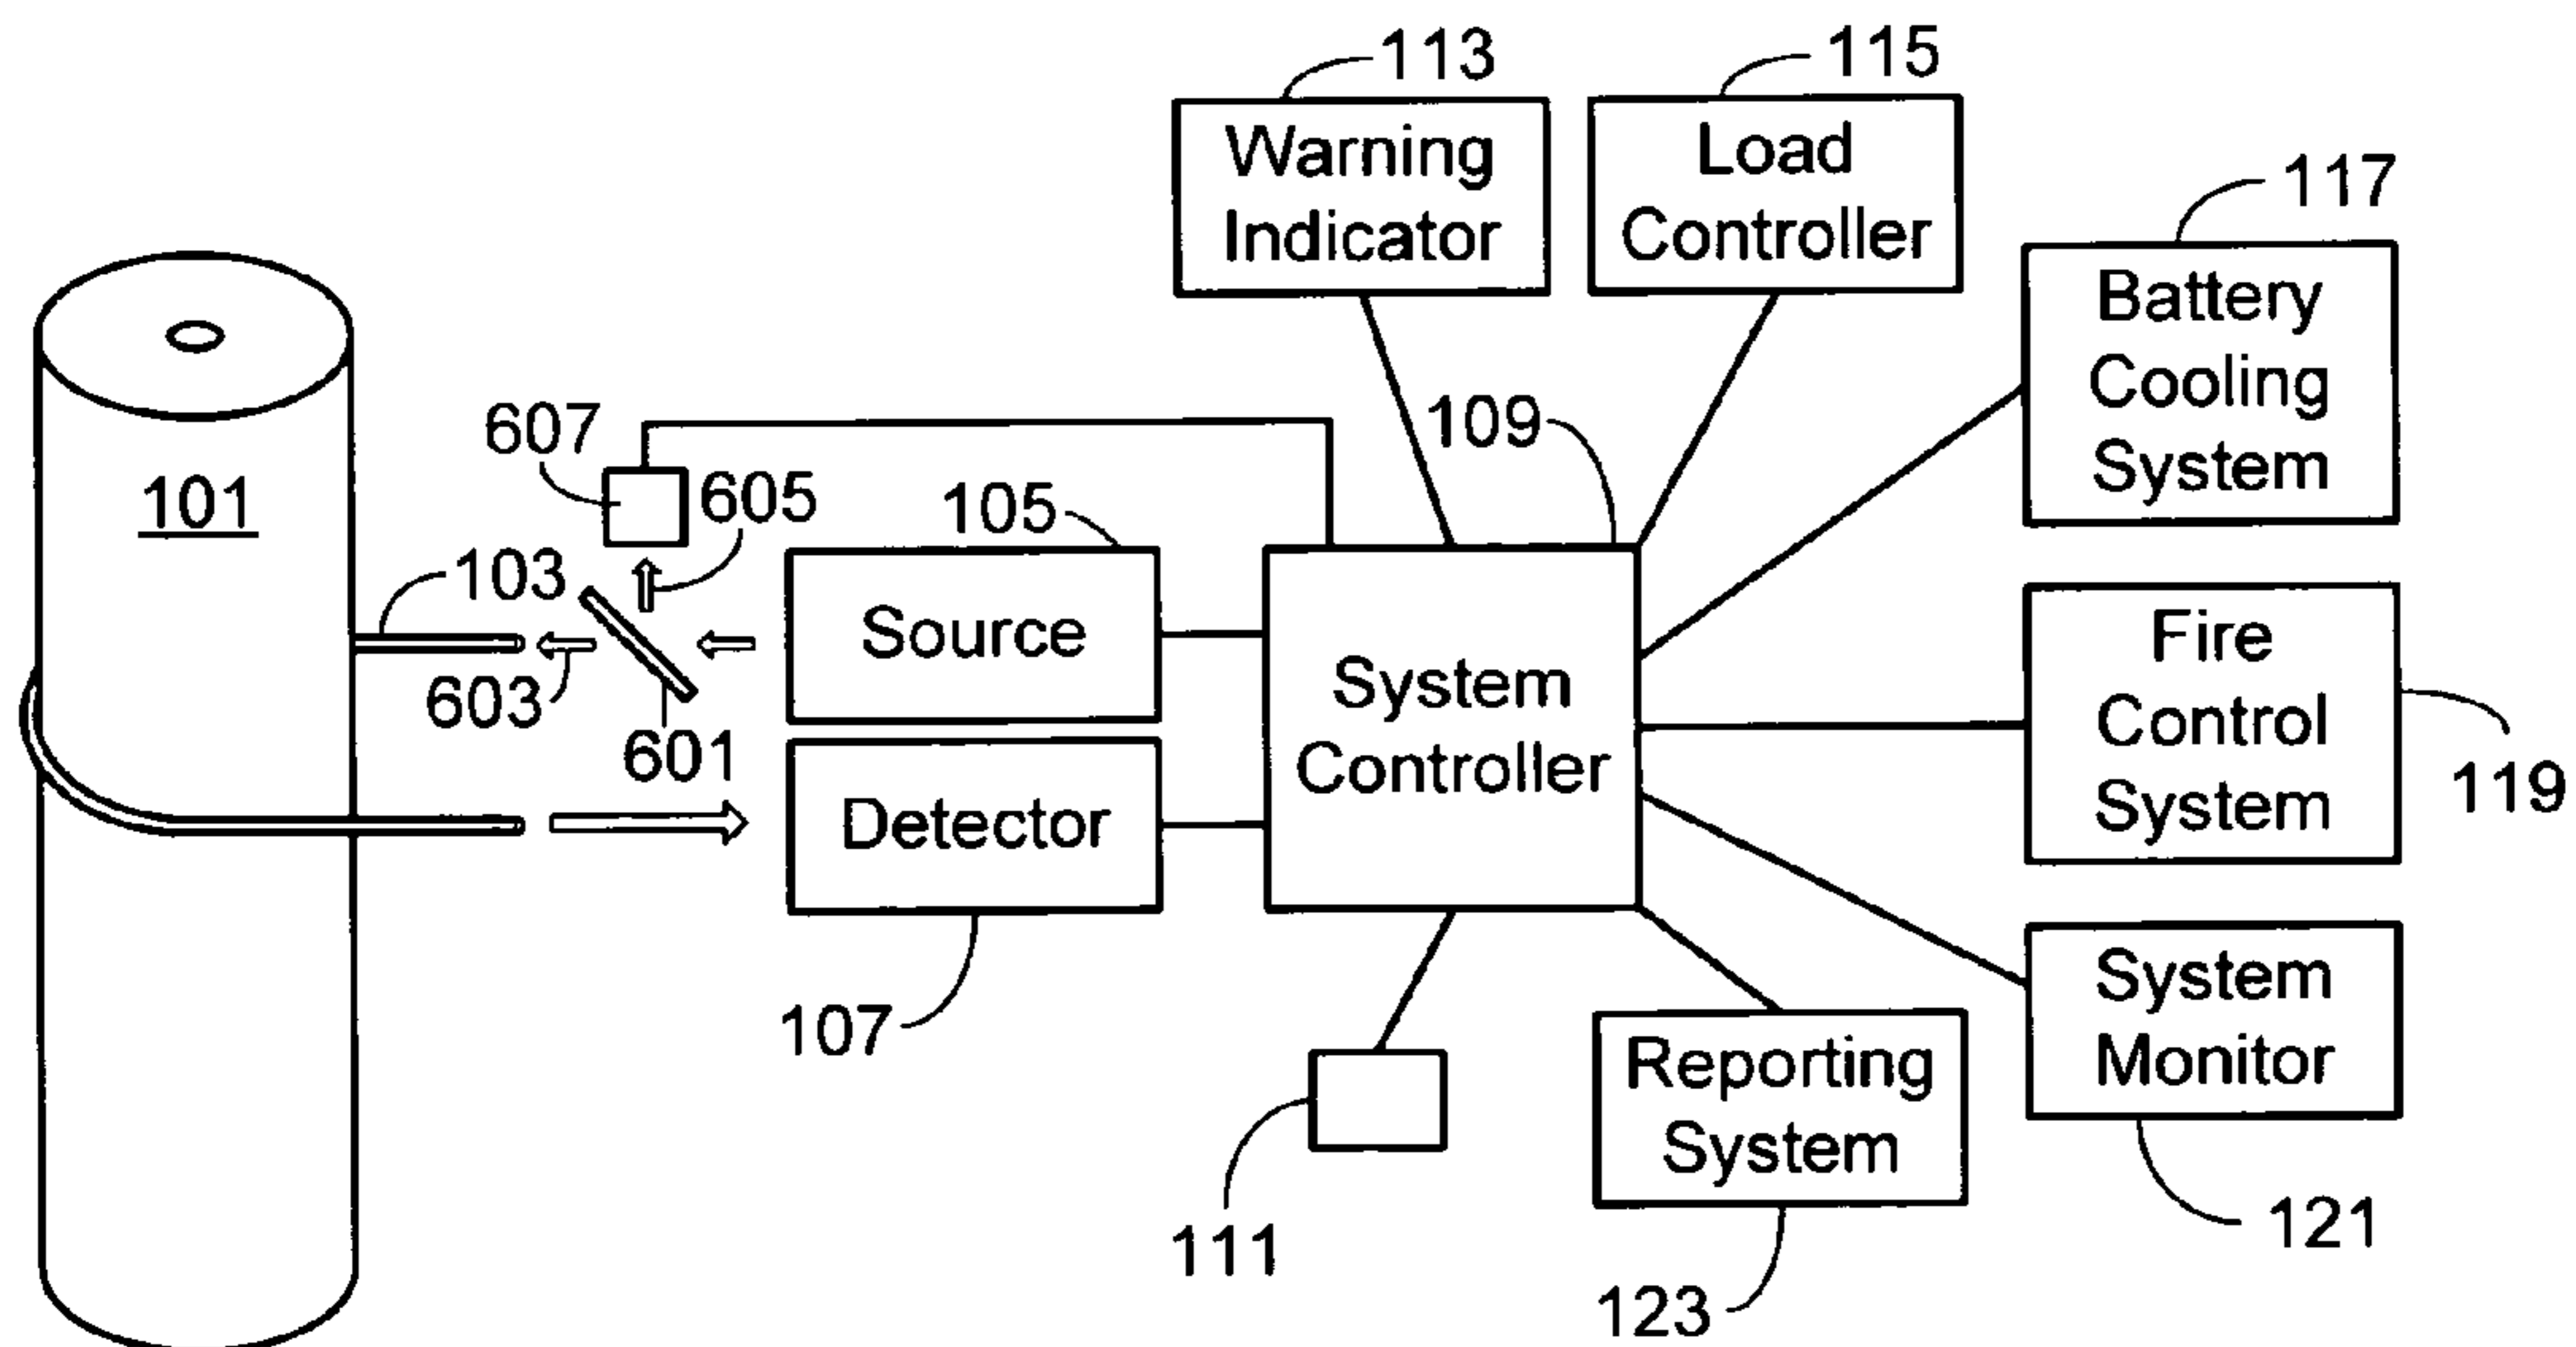 113
115
Warning
Indicator
Load
Controller
117
Battery
Cooling
System
109
607
605
105
101
103
Source
603
601
System
Controller
Fire
Control
System
119
Detector
107
111
Reporting
System
123
System
Monitor
121